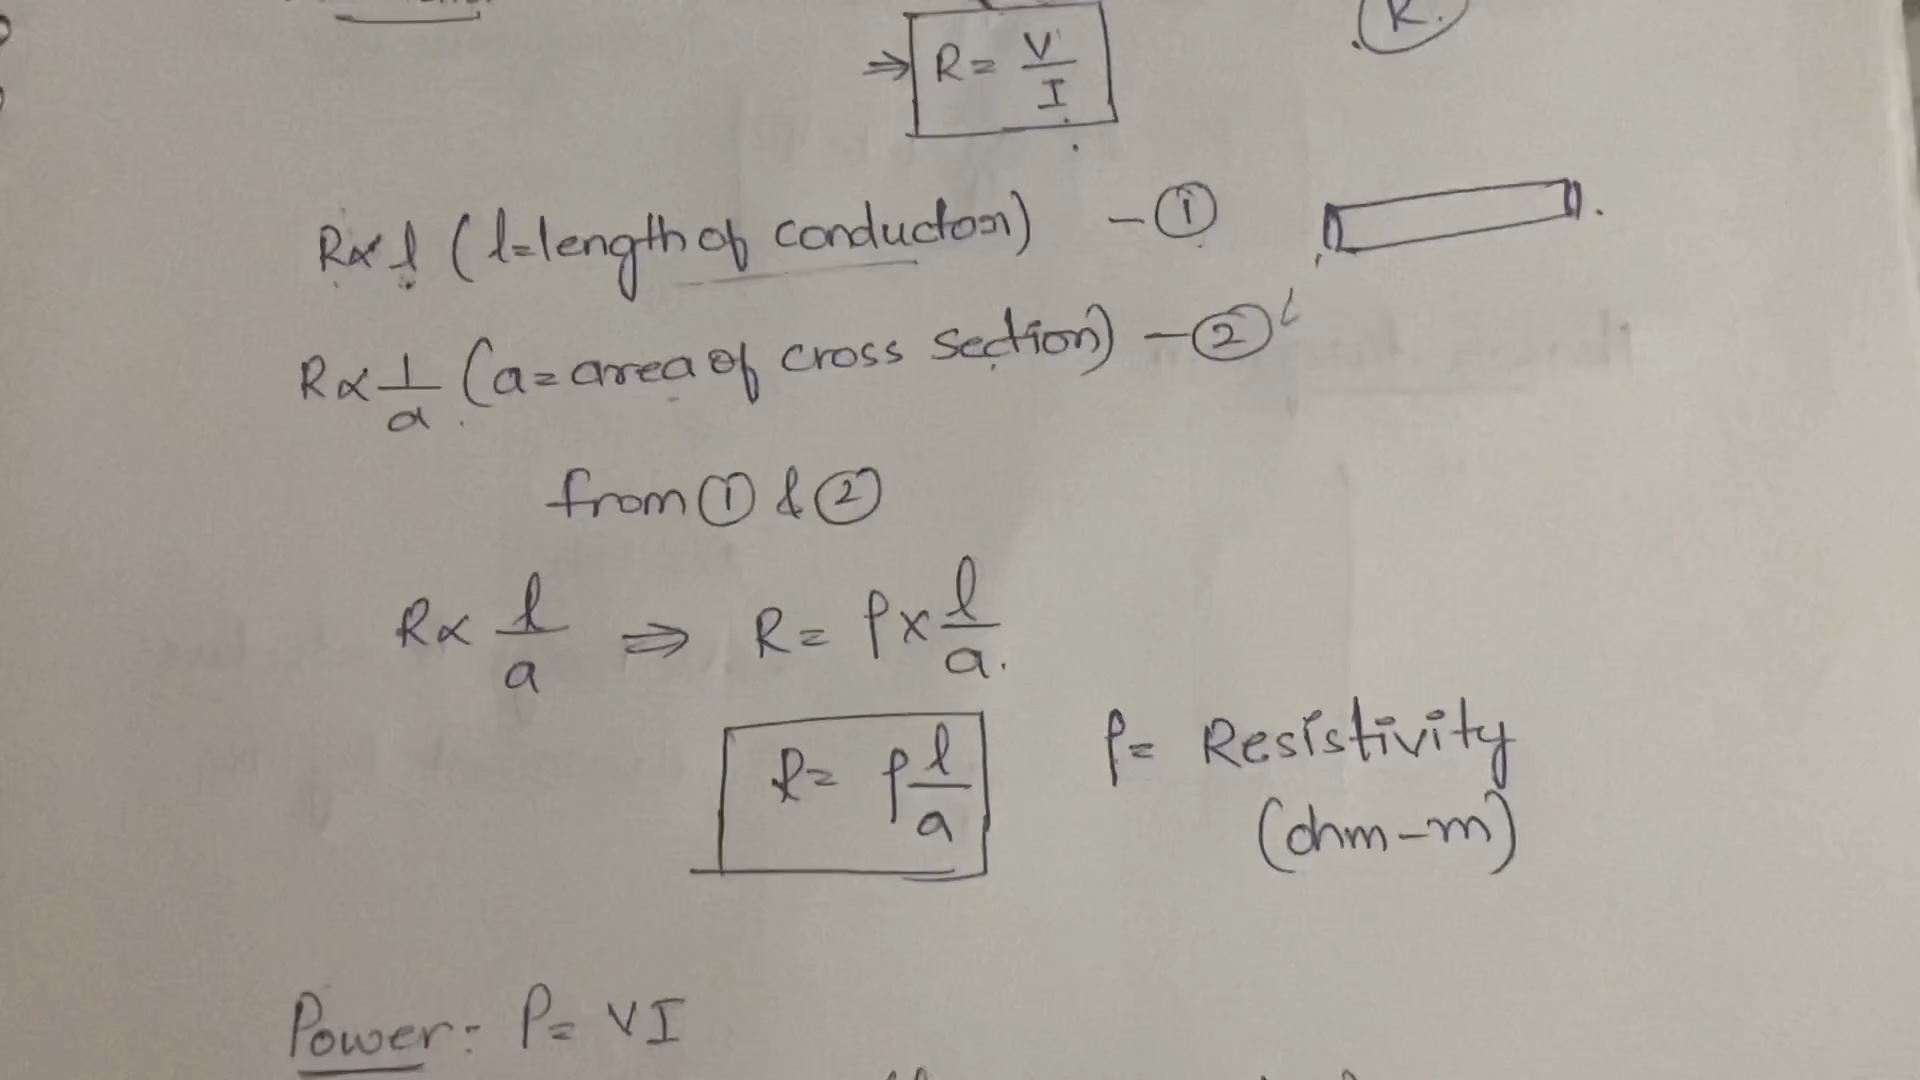 ⇒ R = V/I
R.
R ∝ l (l = length of conductor) - ①
R ∝ 1/a (a = area of cross section) - ②
from ① & ②
R ∝ l/a ⇒ R = ρ × l/a.
R = ρ l/a
ρ = Resistivity
(ohm-m)
Power: P = VI